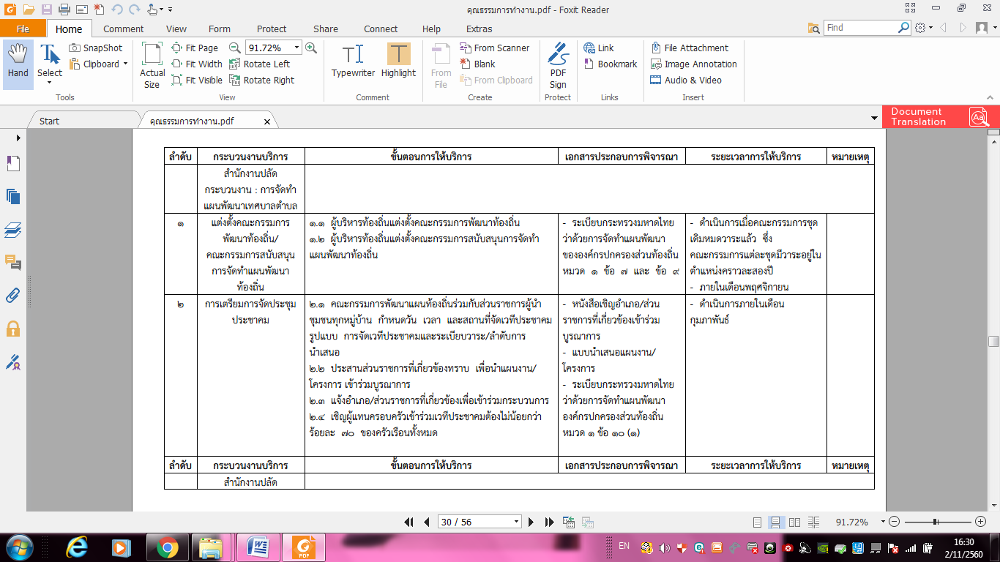 คุณธรรมการทำงาน.pdf - Foxit Reader
File Home Comment View Form Protect Share Connect Help Extras Find
Hand Select SnapShot Clipboard Actual Size Fit Page Fit Width Fit Visible 91.72% Rotate Left Rotate Right Typewriter Highlight From File From Scanner Blank From Clipboard PDF Sign Link Bookmark File Attachment Image Annotation Audio & Video
Tools View Comment Create Protect Links Insert
Start คุณธรรมการทำงาน.pdf Document Translation
ลำดับ กระบวนงานบริการ ขั้นตอนการให้บริการ เอกสารประกอบการพิจารณา ระยะเวลาการให้บริการ หมายเหตุ
สำนักงานปลัด
กระบวนงาน : การจัดทำ
แผนพัฒนาเทศบาลตำบล
๑
แต่งตั้งคณะกรรมการ
พัฒนาท้องถิ่น/
คณะกรรมการสนับสนุน
การจัดทำแผนพัฒนา
ท้องถิ่น
๑.๑ ผู้บริหารท้องถิ่นแต่งตั้งคณะกรรมการพัฒนาท้องถิ่น
๑.๒ ผู้บริหารท้องถิ่นแต่งตั้งคณะกรรมการสนับสนุนการจัดทำ
แผนพัฒนาท้องถิ่น
- ระเบียบกระทรวงมหาดไทย
ว่าด้วยการจัดทำแผนพัฒนา
ขององค์กรปกครองส่วนท้องถิ่น
หมวด ๑ ข้อ ๗ และ ข้อ ๙
- ดำเนินการเมื่อคณะกรรมการชุด
เดิมหมดวาระแล้ว ซึ่ง
คณะกรรมการแต่ละชุดมีวาระอยู่ใน
ตำแหน่งคราวละสองปี
- ภายในเดือนพฤศจิกายน
๒
การเตรียมการจัดประชุม
ประชาคม
๒.๑ คณะกรรมการพัฒนาแผนท้องถิ่นร่วมกับส่วนราชการผู้นำ
ชุมชนทุกหมู่บ้าน กำหนดวัน เวลา และสถานที่จัดเวทีประชาคม
รูปแบบ การจัดเวทีประชาคมและระเบียบวาระ/ลำดับการ
นำเสนอ
๒.๒ ประสานส่วนราชการที่เกี่ยวข้องทราบ เพื่อนำแผนงาน/
โครงการ เข้าร่วมบูรณาการ
๒.๓ แจ้งอำเภอ/ส่วนราชการที่เกี่ยวข้องเพื่อเข้าร่วมกระบวนการ
๒.๔ เชิญผู้แทนครอบครัวเข้าร่วมเวทีประชาคมต้องไม่น้อยกว่า
ร้อยละ ๗๐ ของครัวเรือนทั้งหมด
- หนังสือเชิญอำเภอ/ส่วน
ราชการที่เกี่ยวข้องเข้าร่วม
บูรณาการ
- แบบนำเสนอแผนงาน/
โครงการ
- ระเบียบกระทรวงมหาดไทย
ว่าด้วยการจัดทำแผนพัฒนา
องค์กรปกครองส่วนท้องถิ่น
หมวด ๑ ข้อ ๑๐ (๑)
- ดำเนินการภายในเดือน
กุมภาพันธ์
ลำดับ กระบวนงานบริการ ขั้นตอนการให้บริการ เอกสารประกอบการพิจารณา ระยะเวลาการให้บริการ หมายเหตุ
สำนักงานปลัด
30 / 56 91.72%
EN 16:30
2/11/2560